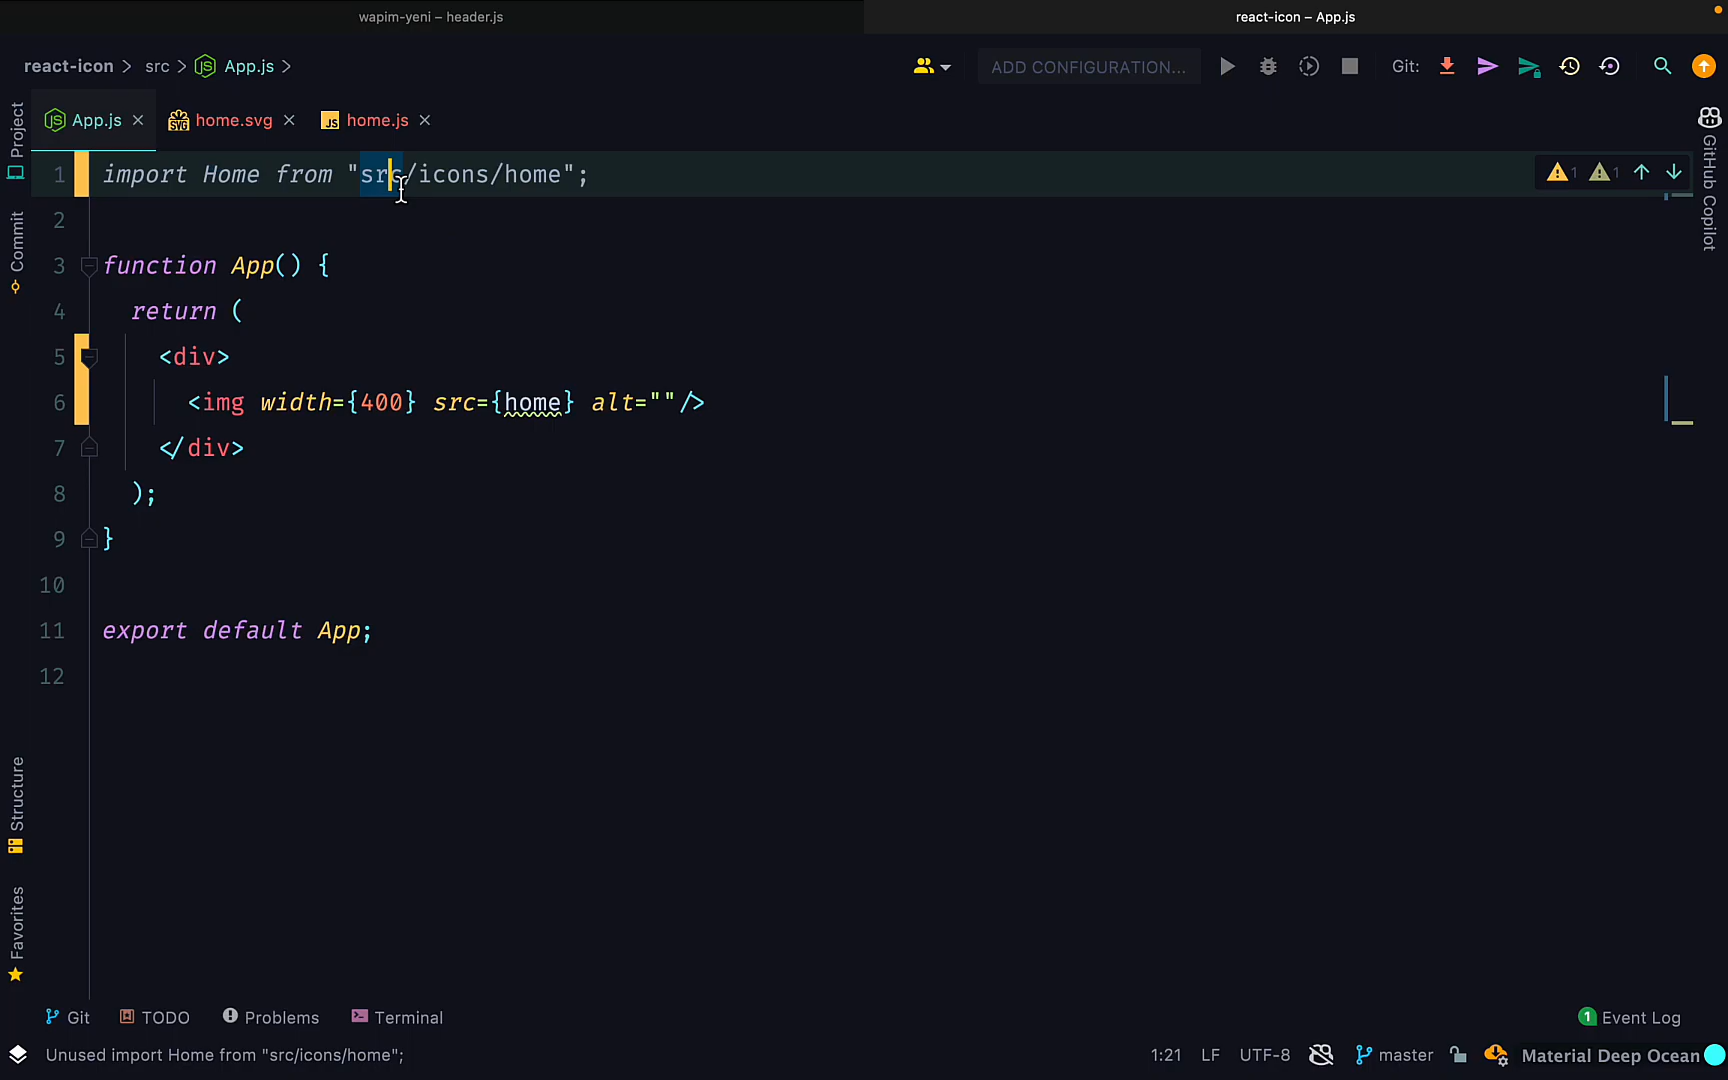 wapim-yeni – header.js
react-icon – App.js
react-icon > src > App.js >
ADD CONFIGURATION...
Git:
App.js
home.svg
home.js
Project
Commit
Structure
Favorites
GitHub Copilot
1 import Home from "src/icons/home";
1 1
2
3 function App() {
4 return (
5 <div>
6 <img width={400} src={home} alt=""/>
7 </div>
8 );
9 }
10
11 export default App;
12
Git
TODO
Problems
Terminal
1 Event Log
Unused import Home from "src/icons/home";
1:21 LF UTF-8 master Material Deep Ocean